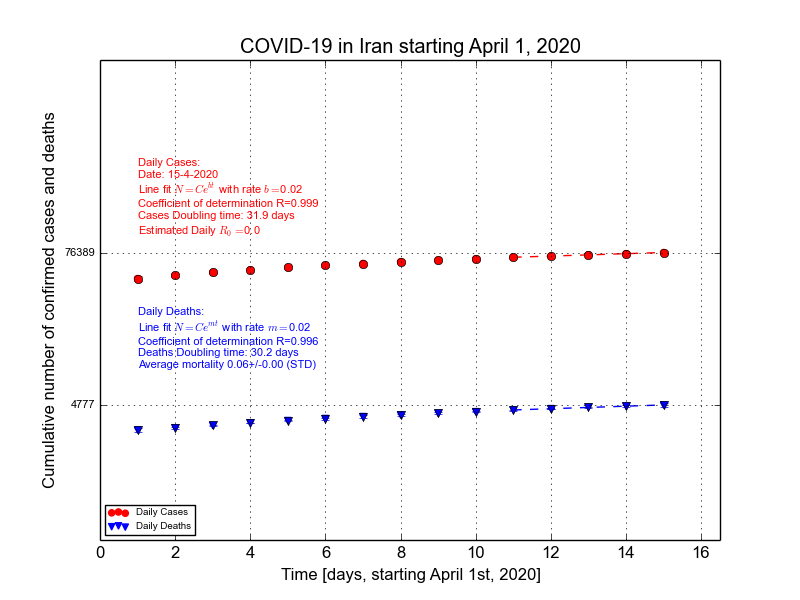 COVID-19 in Iran starting April 1, 2020
Cumulative number of confirmed cases and deaths
Daily Cases:
Date: 15-4-2020
Line fit N=Ce^{bt} with rate b=0.02
Coefficient of determination R=0.999
Cases Doubling time: 31.9 days
Estimated Daily R_0=0.0
76389
Daily Deaths:
Line fit N=Ce^{mt} with rate m=0.02
Coefficient of determination R=0.996
Deaths Doubling time: 30.2 days
Average mortality 0.06+/-0.00 (STD)
4777
Daily Cases
Daily Deaths
0 2 4 6 8 10 12 14 16
Time [days, starting April 1st, 2020]